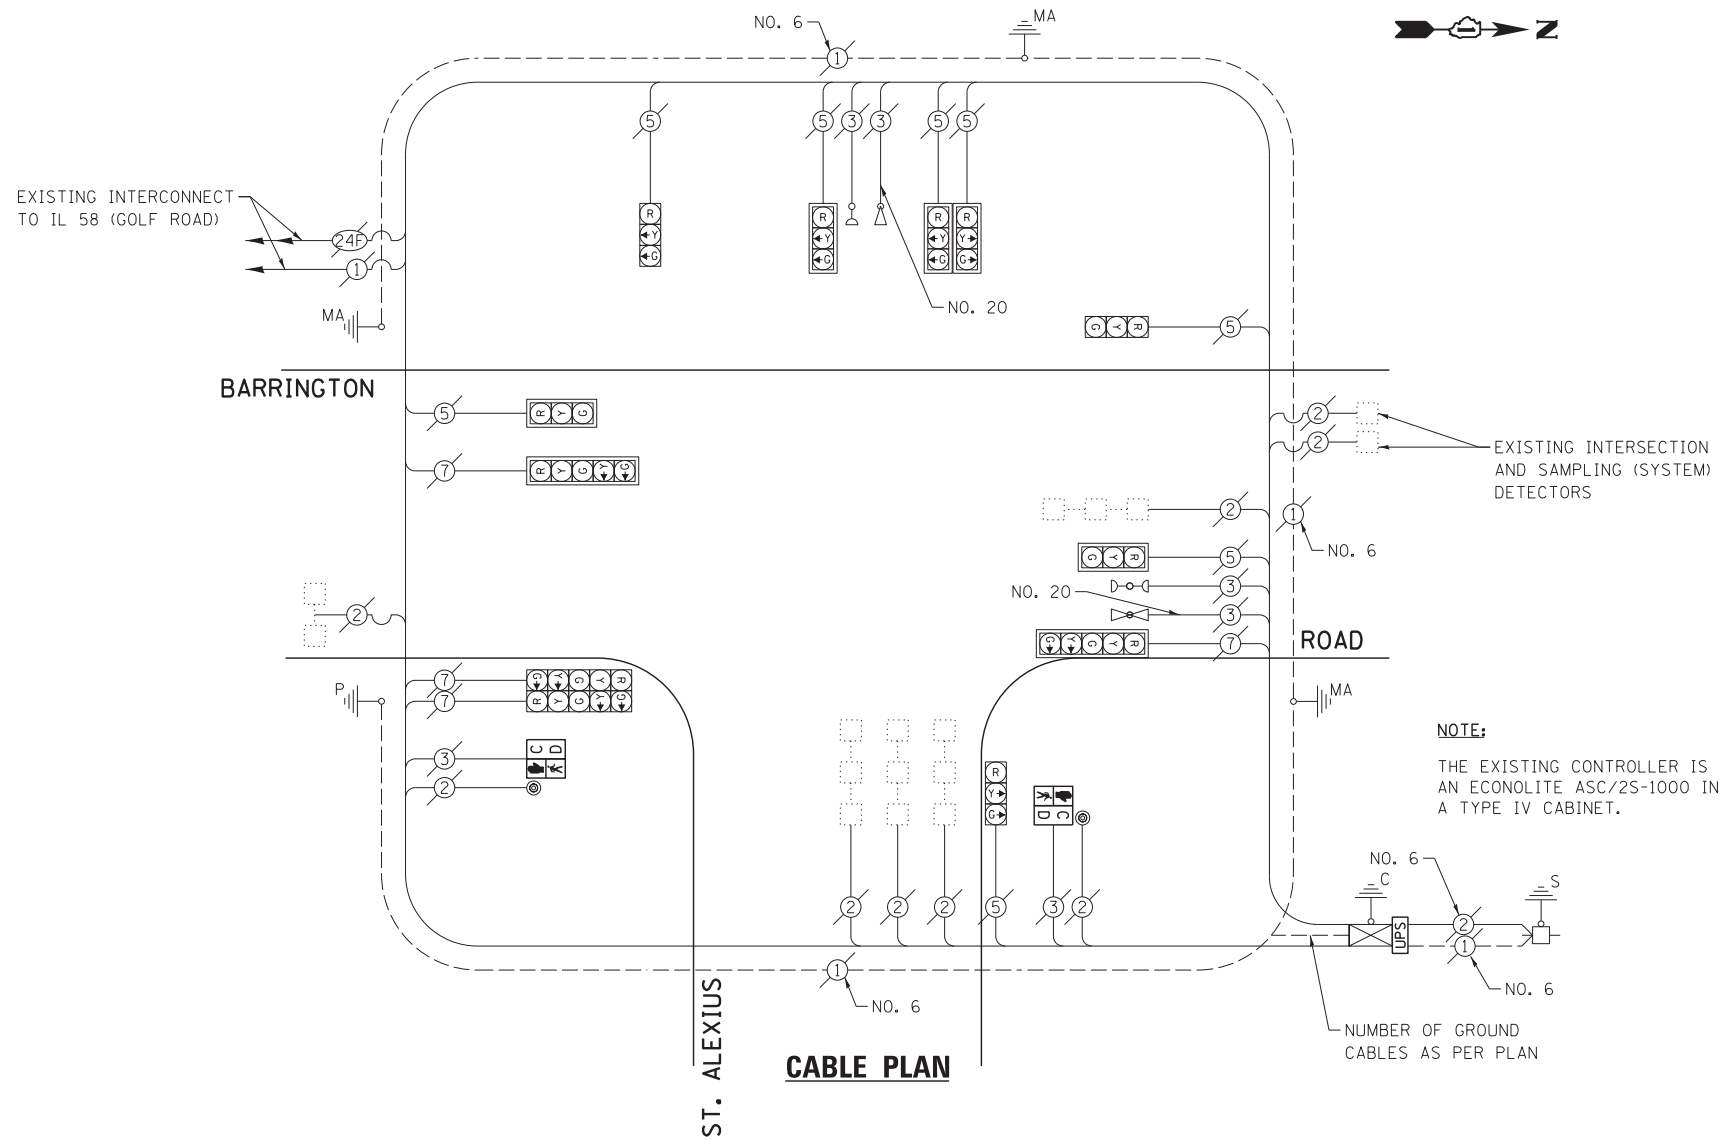 NO. 6
1
MA
1
N
5
5
3
3
5
5
EXISTING INTERCONNECT
TO IL 58 (GOLF ROAD)
24F
1
MA
R
Y
G
R
Y
G
R
Y
G
R
Y
G
NO. 20
G Y R
5
BARRINGTON
5
R Y G
7
R Y G Y G
2
2
EXISTING INTERSECTION
AND SAMPLING (SYSTEM)
DETECTORS
2
1
NO. 6
G Y R
5
3
NO. 20
3
G Y G Y R
7
ROAD
2
P
7
G Y G Y R
7
R Y G Y G
3
C D
2
MA
NOTE:
THE EXISTING CONTROLLER IS
AN ECONOLITE ASC/2S-1000 IN
A TYPE IV CABINET.
R
Y
G
D C
2
2
2
5
3
2
NO. 6
C
S
2
UPS
1
NO. 6
1
NO. 6
NUMBER OF GROUND
CABLES AS PER PLAN
ST. ALEXIUS
CABLE PLAN